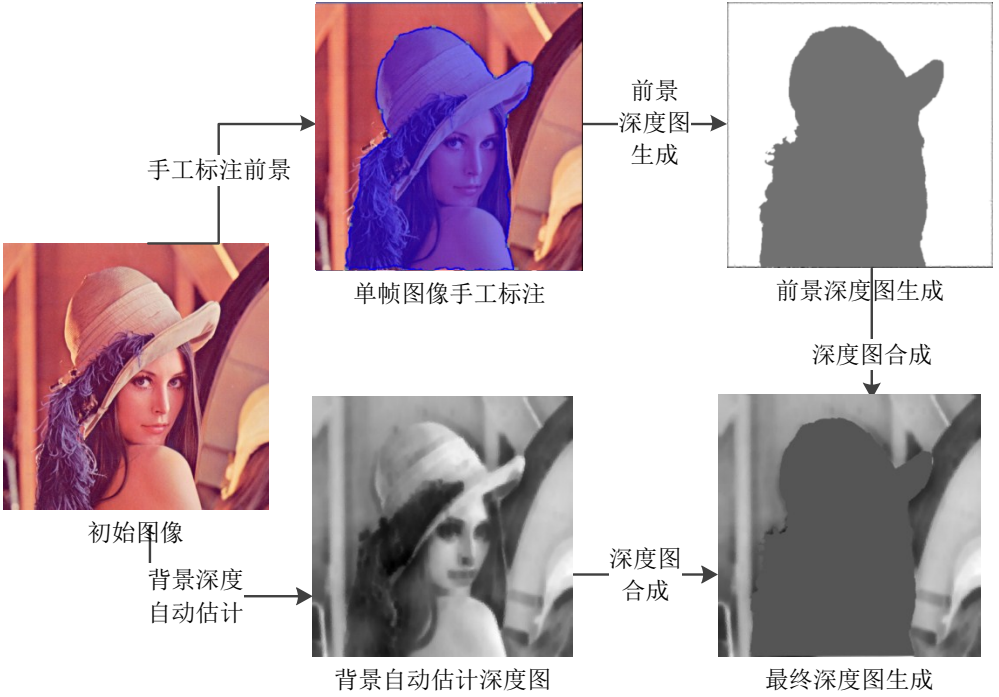 前景
深度图
生成
手工标注前景
单帧图像手工标注
前景深度图生成
深度图合成
初始图像
背景深度
自动估计
深度图
合成
背景自动估计深度图
最终深度图生成